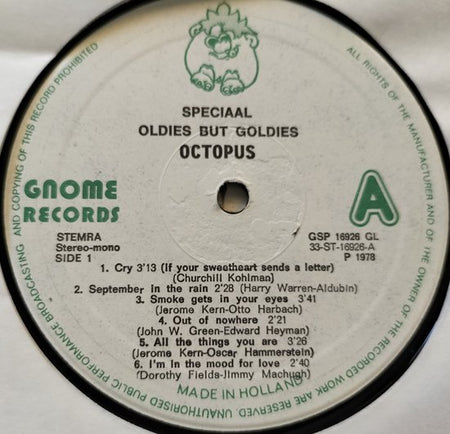 SPECIAAL
OLDIES BUT GOLDIES
OCTOPUS
GNOME
RECORDS
A
STEMRA
Stereo-mono
SIDE 1
GSP 16926 GL
33-ST-16926-A
P 1978
1. Cry 3'13 (If your sweetheart sends a letter)
(Churchill Kohlman)
2. September in the rain 2'28 (Harry Warren-Aldubin)
3. Smoke gets in your eyes 3'41
(Jerome Kern-Otto Harbach)
4. Out of nowhere 2'21
(John W. Green-Edward Heyman)
5. All the things you are 3'26
(Jerome Kern-Oscar Hammerstein)
6. I'm in the mood for love 2'40
(Dorothy Fields-Jimmy Machugh)
MADE IN HOLLAND
ALL RIGHTS OF THE MANUFACTURER AND OF THE OWNER OF THE RECORDED WORK ARE RESERVED. UNAUTHORISED PUBLIC PERFORMANCE BROADCASTING AND COPYING OF THIS RECORD PROHIBITED